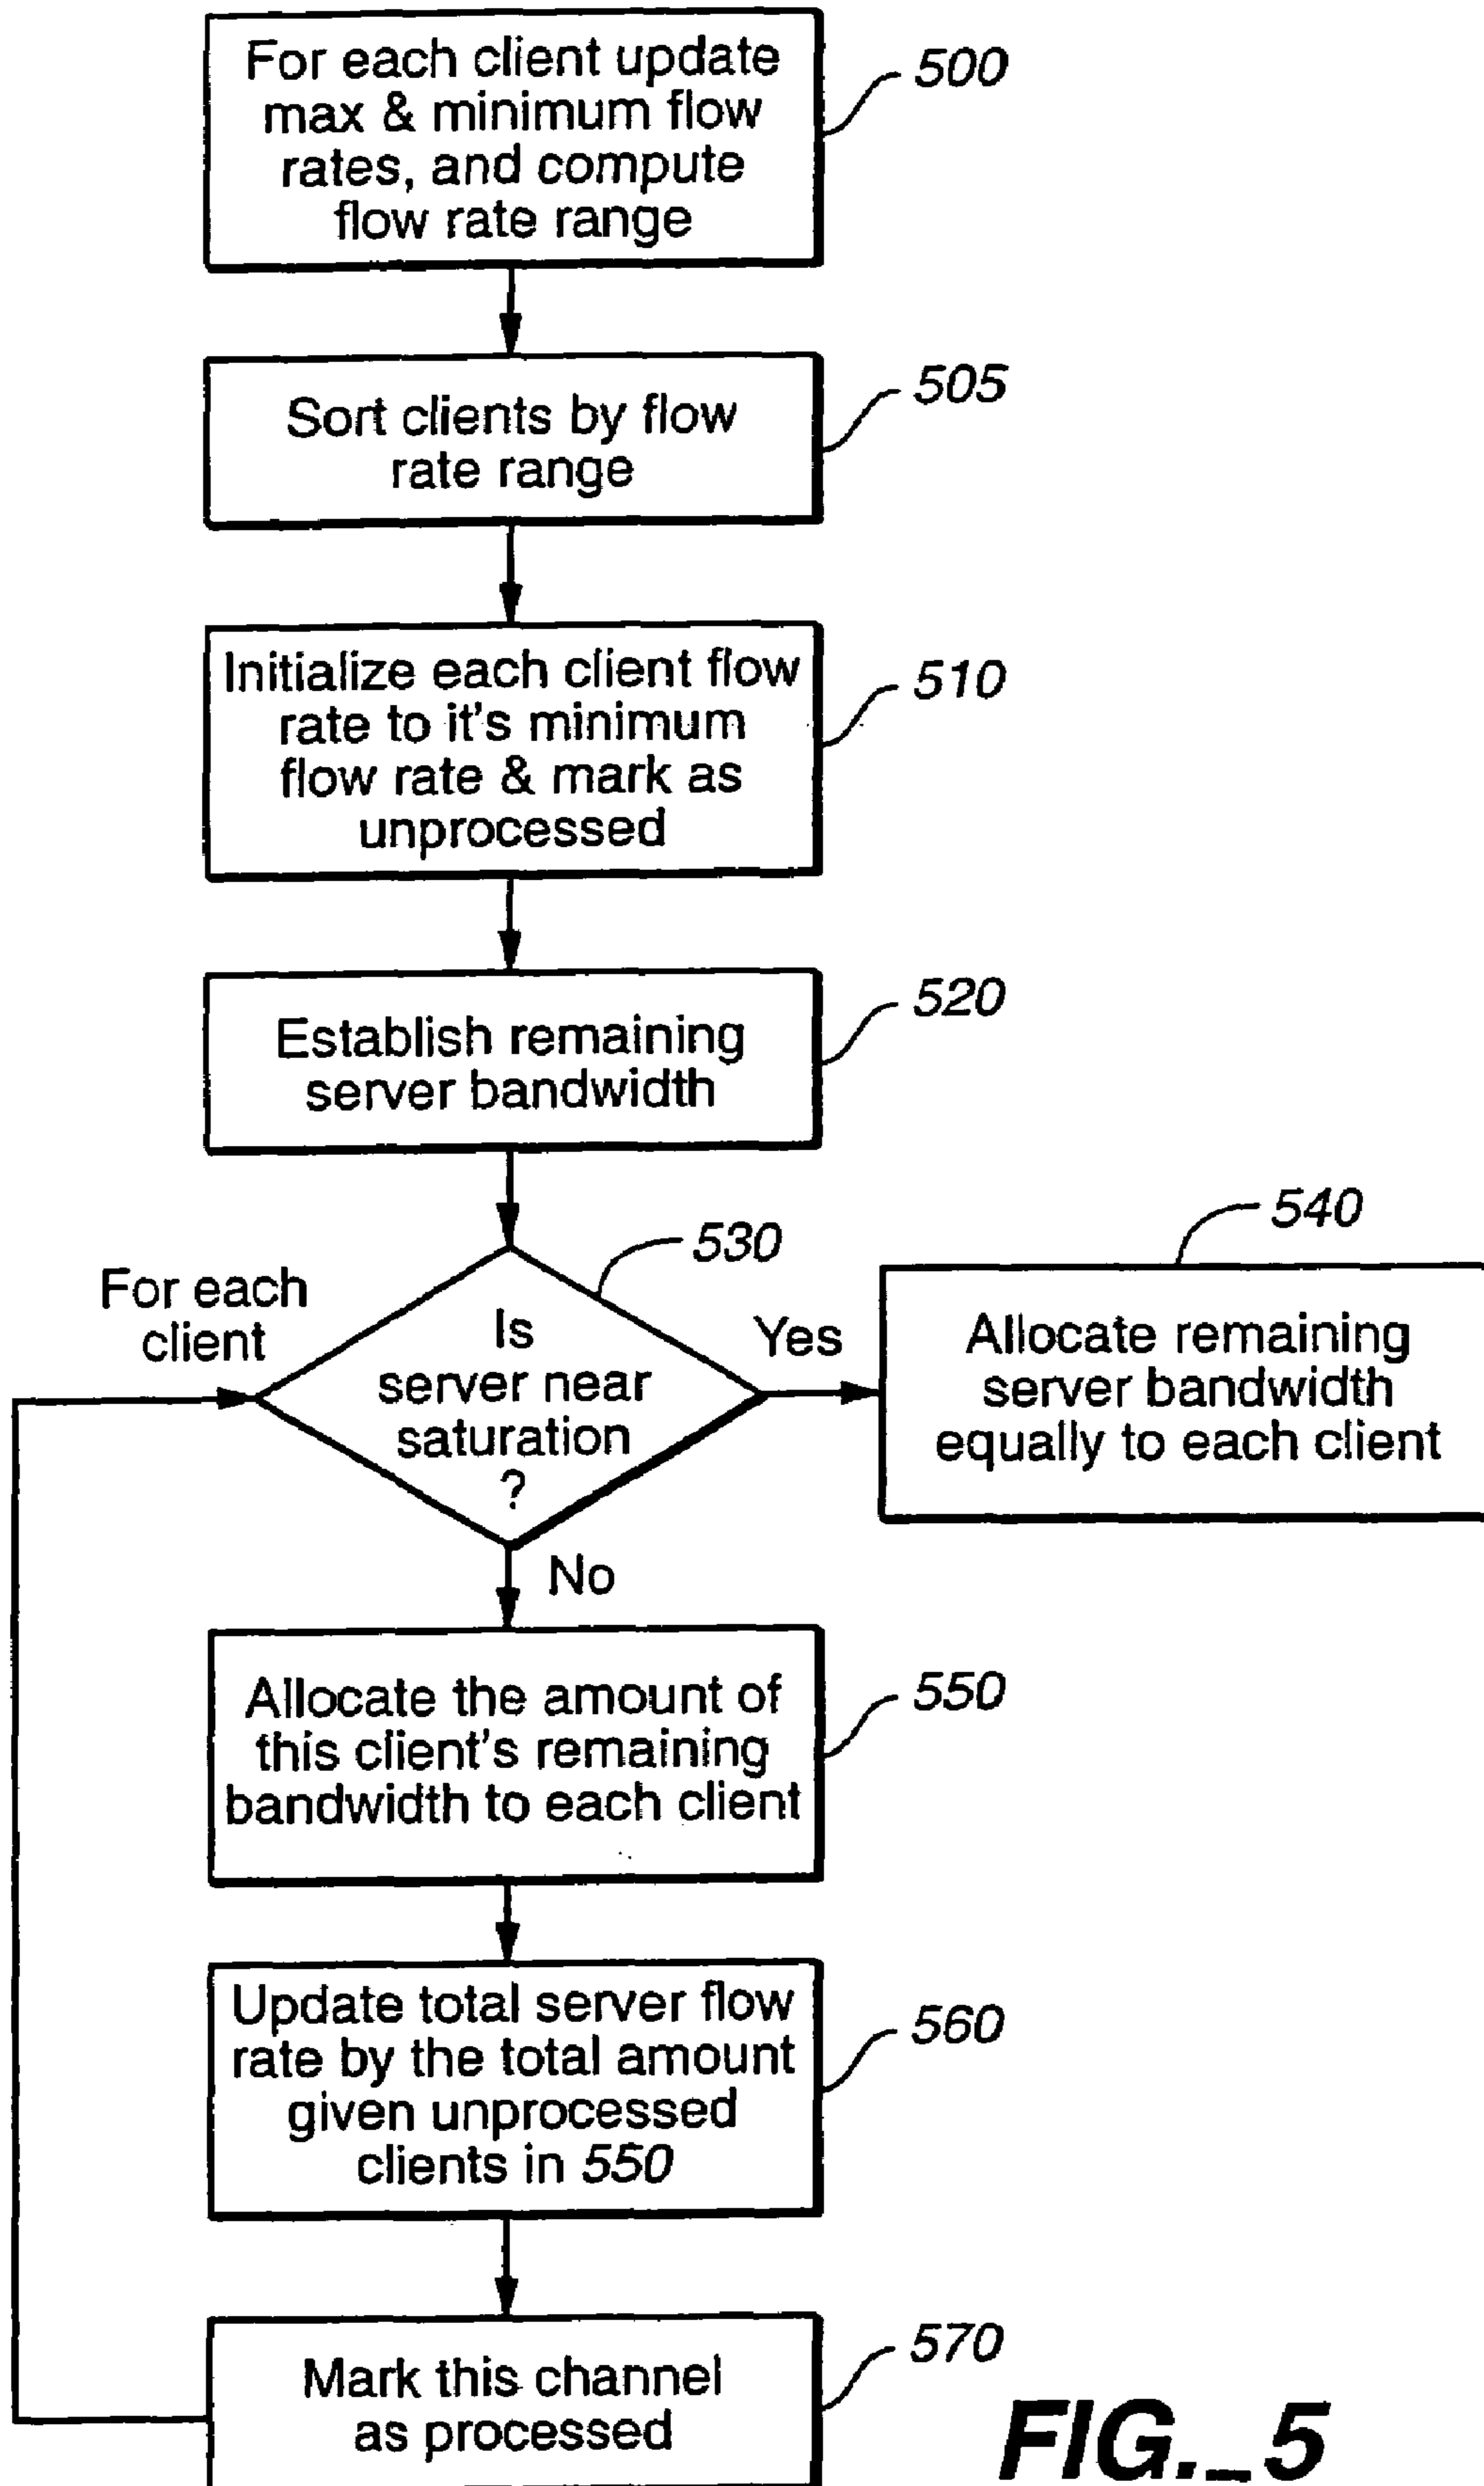 For each client update
max & minimum flow
rates, and compute
flow rate range
500
Sort clients by flow
rate range
505
Initialize each client flow
rate to it's minimum
flow rate & mark as
unprocessed
510
Establish remaining
server bandwidth
520
For each
client
Is
server near
saturation
?
530
Yes
Allocate remaining
server bandwidth
equally to each client
540
No
Allocate the amount of
this client's remaining
bandwidth to each client
550
Update total server flow
rate by the total amount
given unprocessed
clients in 550
560
Mark this channel
as processed
570
FIG._5